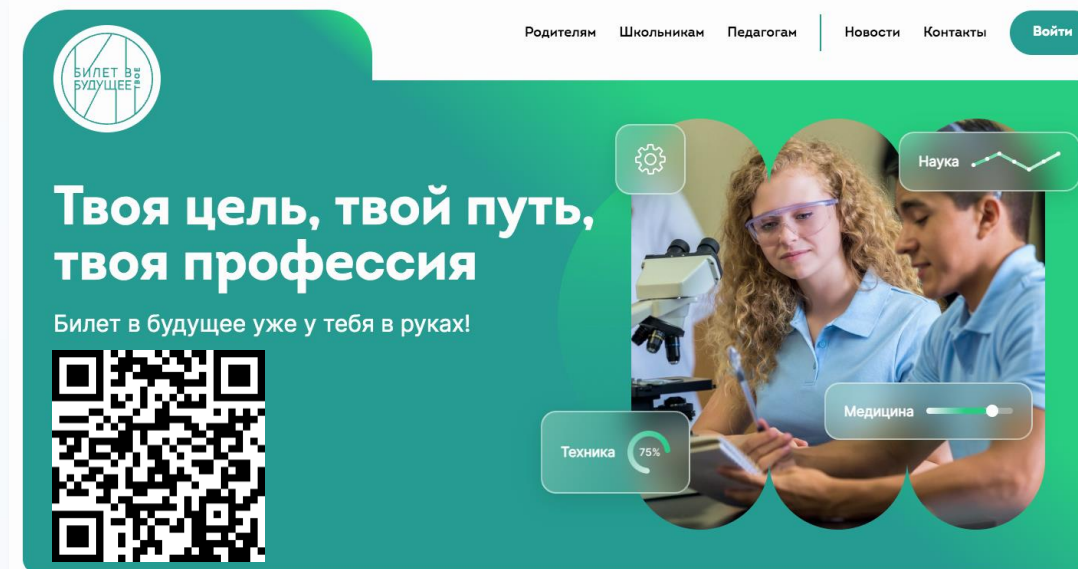 БИЛЕТ В
БУДУЩЕЕ
ТВОЕ
Родителям Школьникам Педагогам Новости Контакты Войти
Наука
Твоя цель, твой путь,
твоя профессия
Билет в будущее уже у тебя в руках!
Медицина
Техника 75%